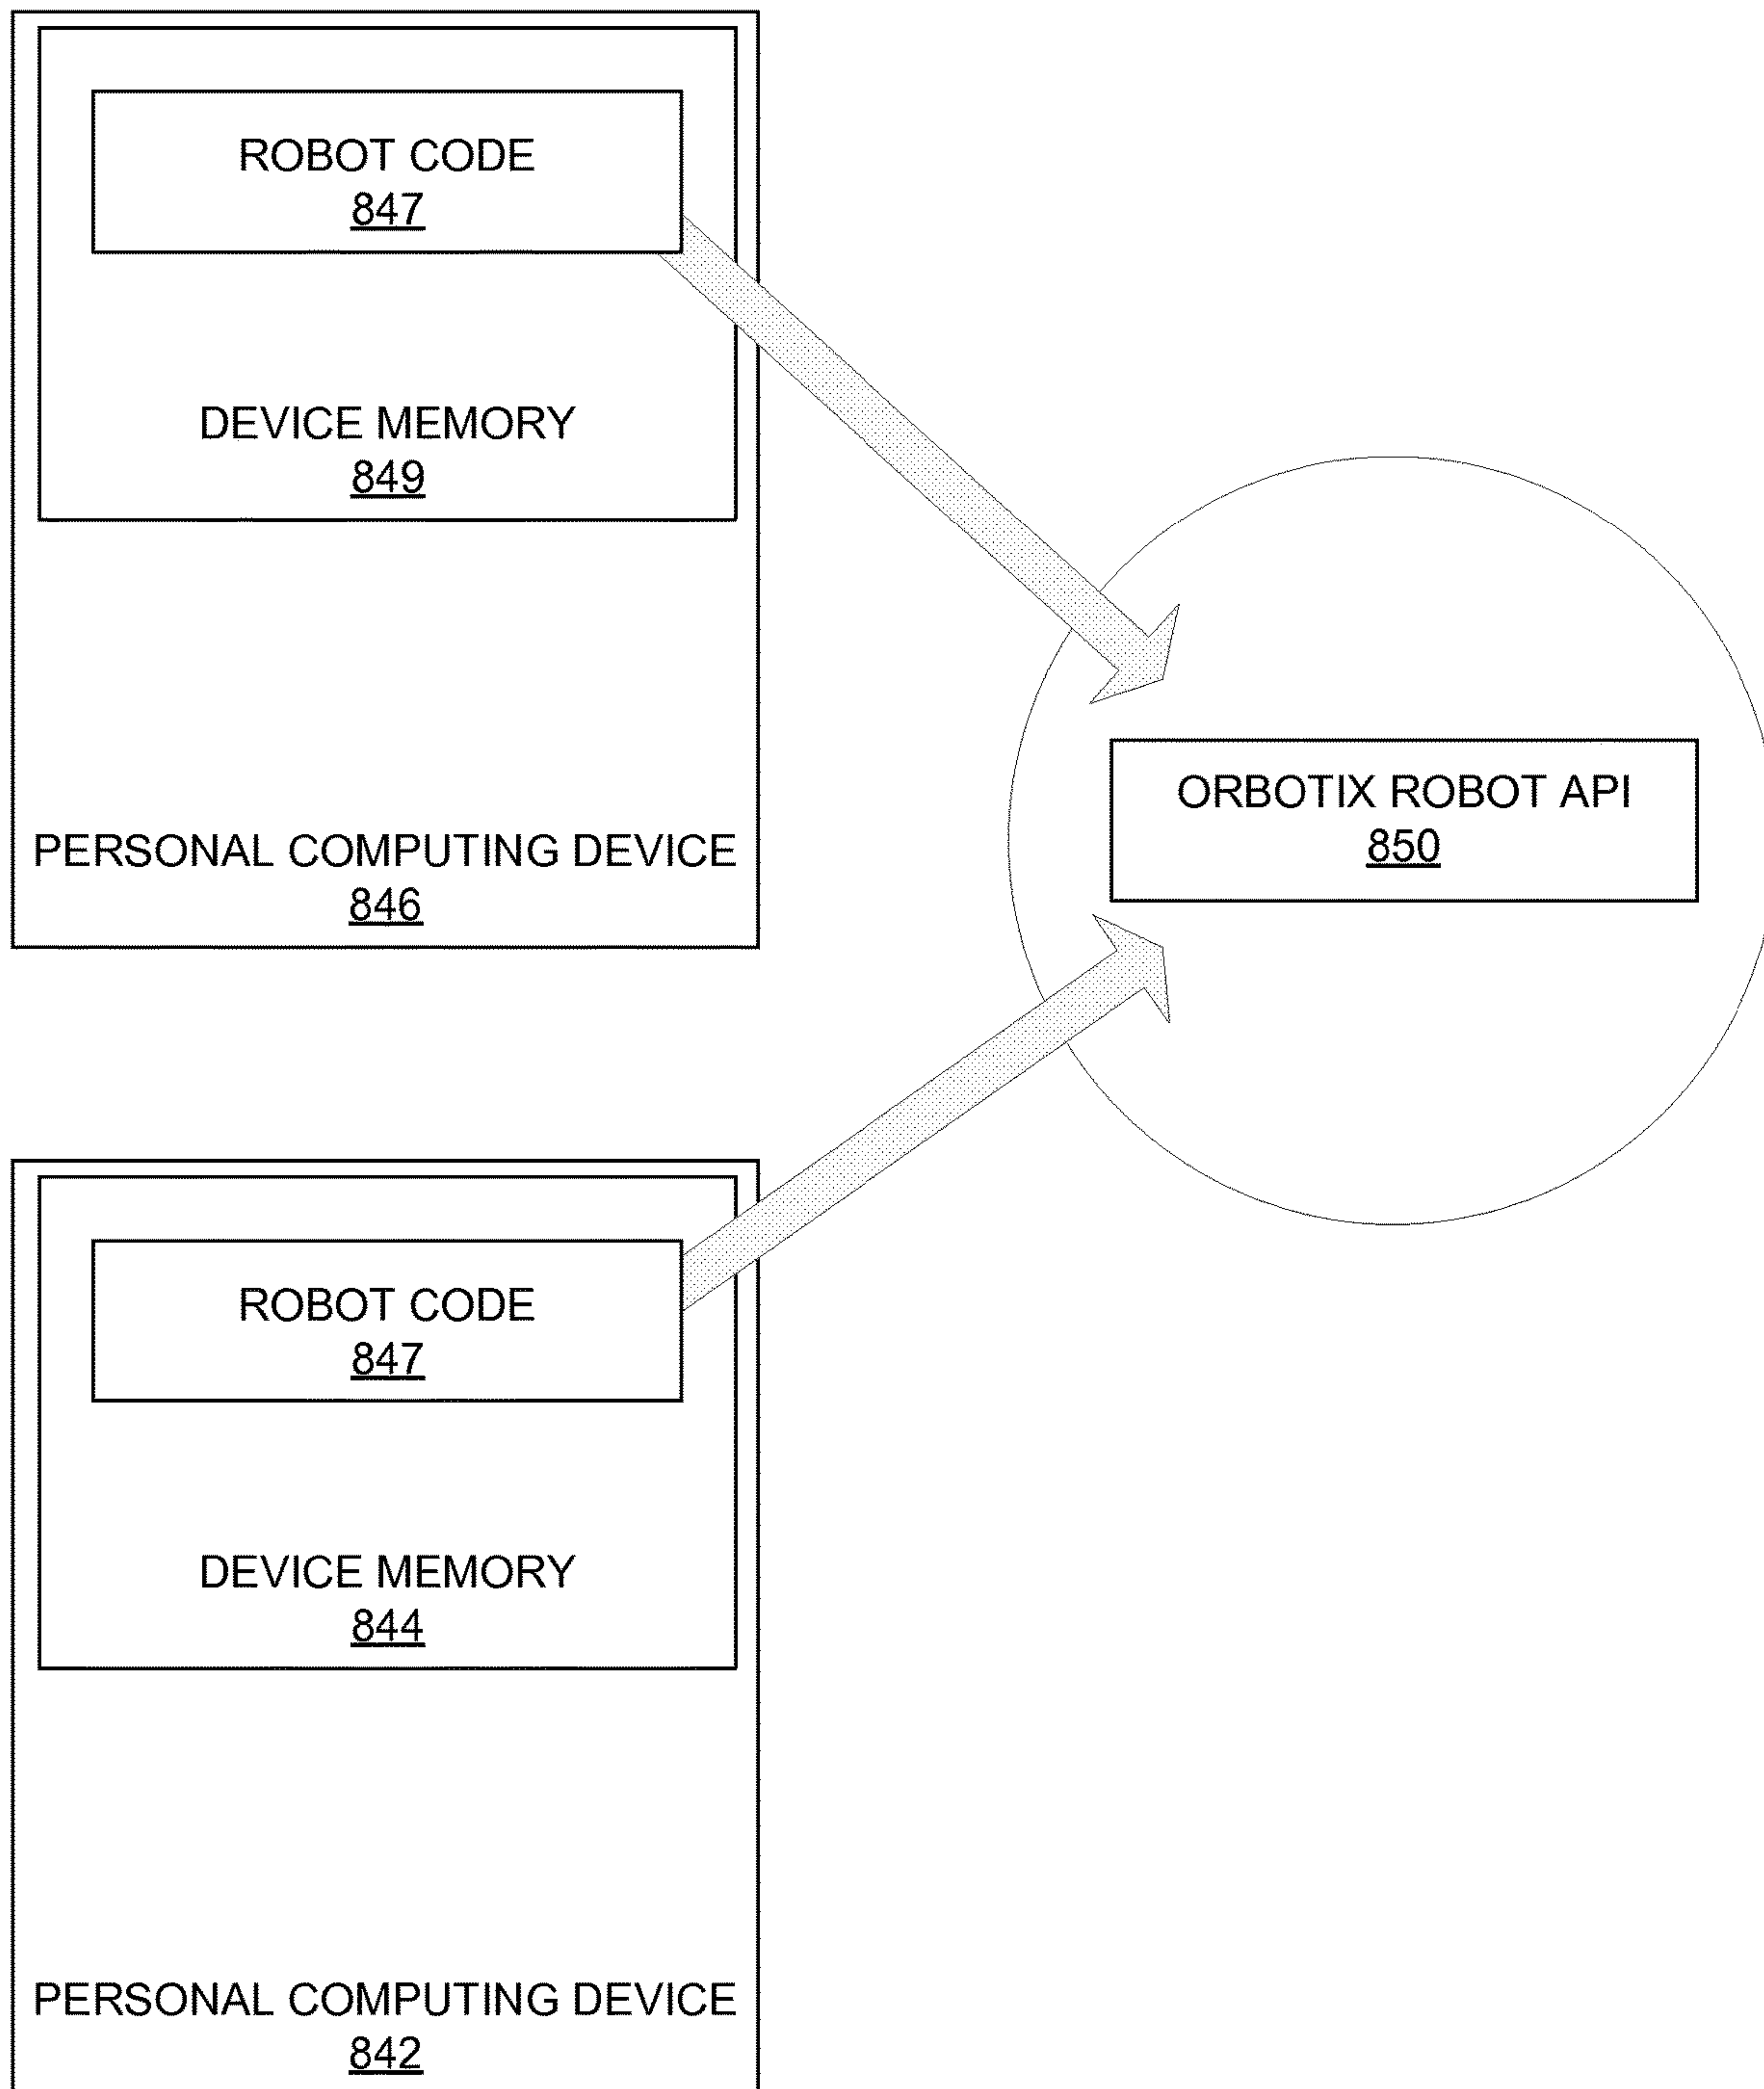 ROBOT CODE
847
DEVICE MEMORY
849
PERSONAL COMPUTING DEVICE
846
ORBOTIX ROBOT API
850
ROBOT CODE
847
DEVICE MEMORY
844
PERSONAL COMPUTING DEVICE
842